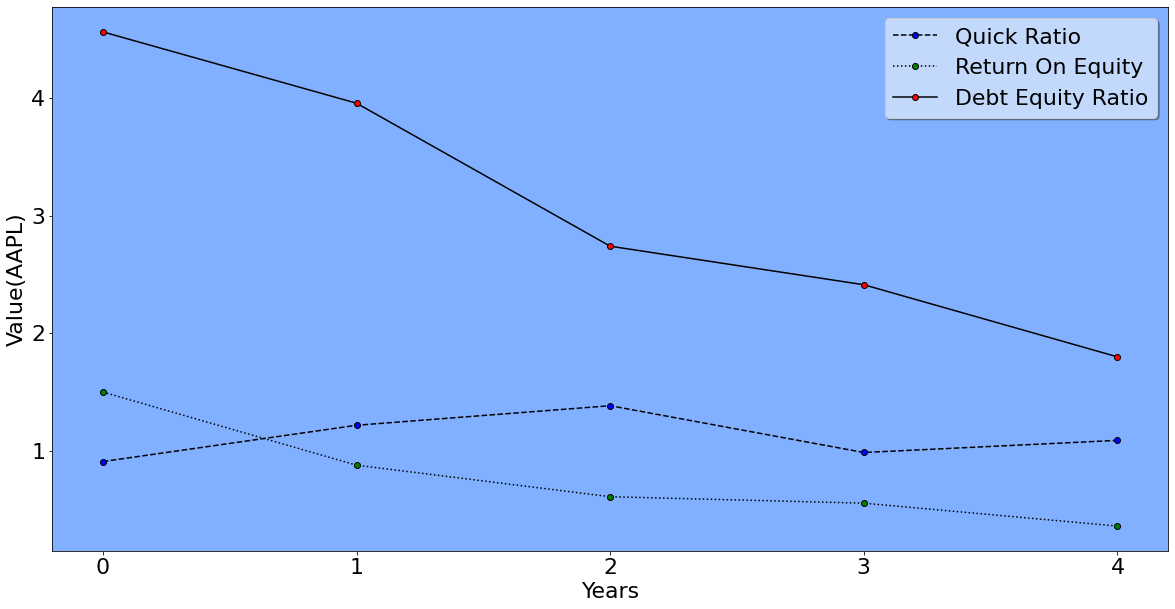 Quick Ratio
Return On Equity
Debt Equity Ratio
4
3
2
1
Value(AAPL)
0 1 2 3 4
Years